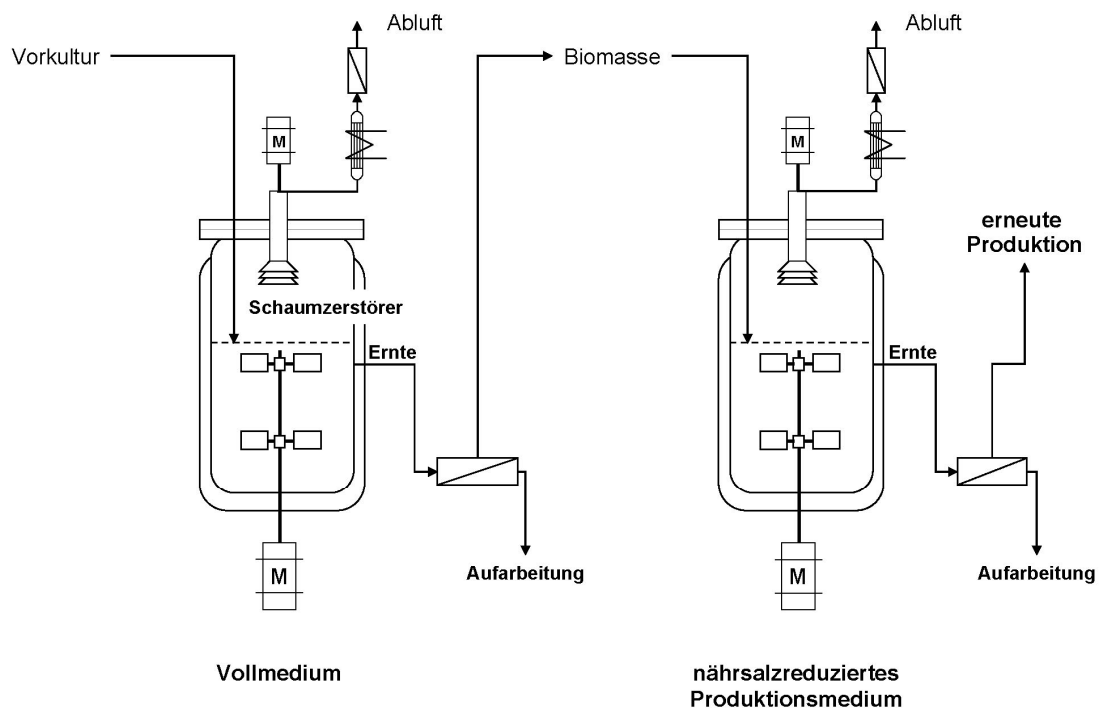 Abluft
Vorkultur
M
Schaumzerstörer
Ernte
M
Aufarbeitung
Vollmedium
Abluft
Biomasse
M
erneute
Produktion
Ernte
M
Aufarbeitung
nährsalzreduziertes
Produktionsmedium